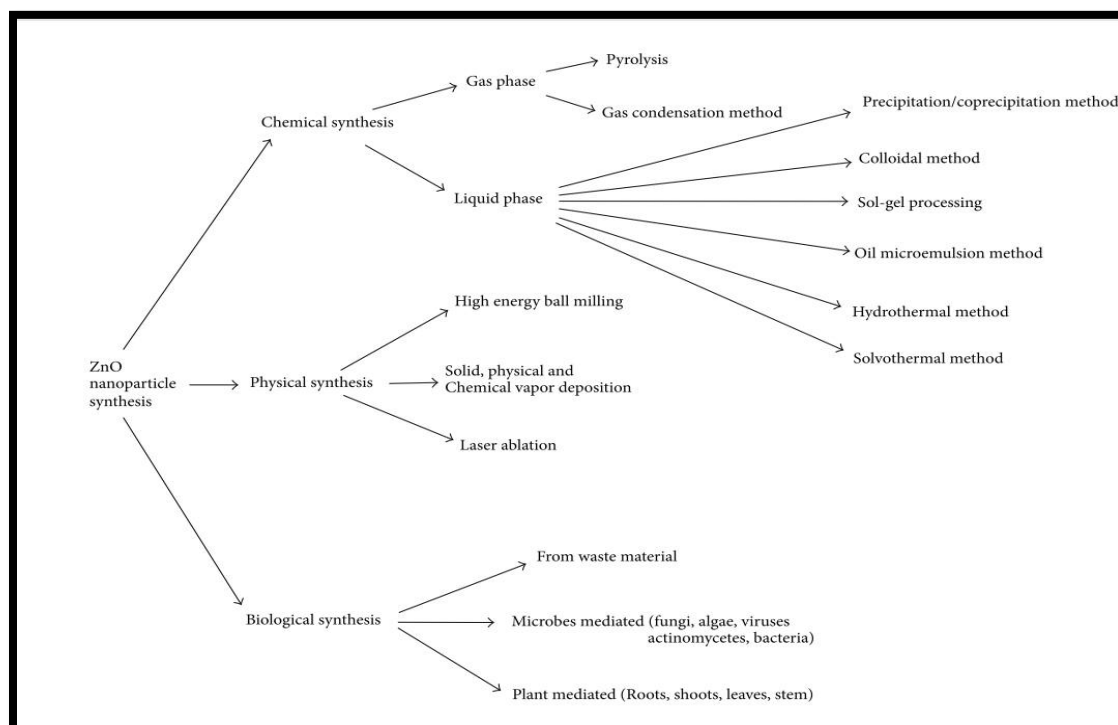 Pyrolysis
Gas phase
Precipitation/coprecipitation method
Gas condensation method
Chemical synthesis
Colloidal method
Liquid phase
Sol-gel processing
Oil microemulsion method
High energy ball milling
Hydrothermal method
Solvothermal method
ZnO
nanoparticle
synthesis
Physical synthesis
Solid, physical and
Chemical vapor deposition
Laser ablation
From waste material
Biological synthesis
Microbes mediated (fungi, algae, viruses
actinomycetes, bacteria)
Plant mediated (Roots, shoots, leaves, stem)